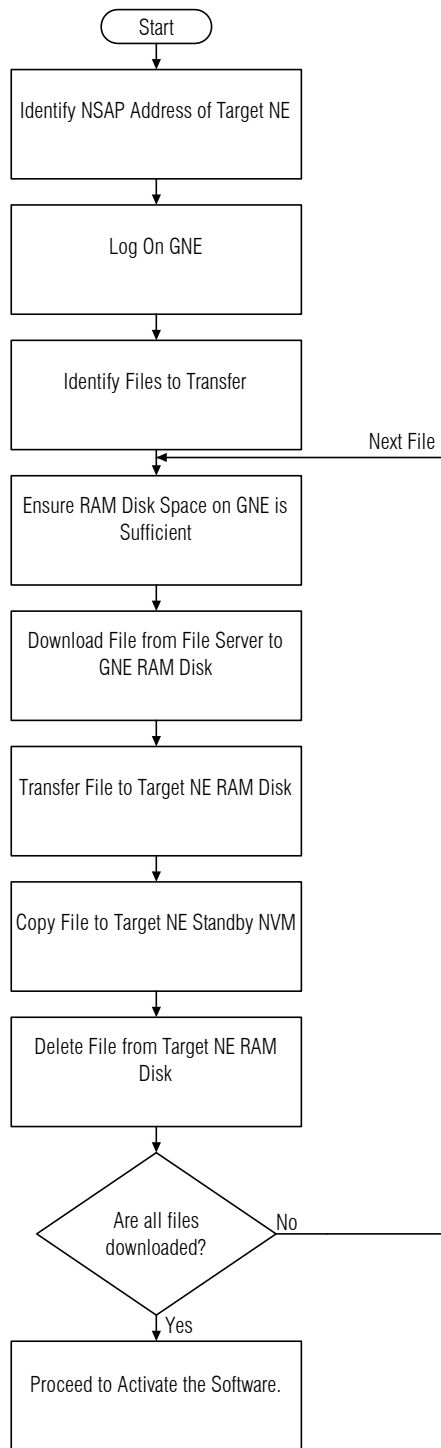 Start
Identify NSAP Address of Target NE
Log On GNE
Identify Files to Transfer
Next File
Ensure RAM Disk Space on GNE is
Sufficient
Download File from File Server to
GNE RAM Disk
Transfer File to Target NE RAM Disk
Copy File to Target NE Standby NVM
Delete File from Target NE RAM
Disk
Are all files
downloaded?
No
Yes
Proceed to Activate the Software.